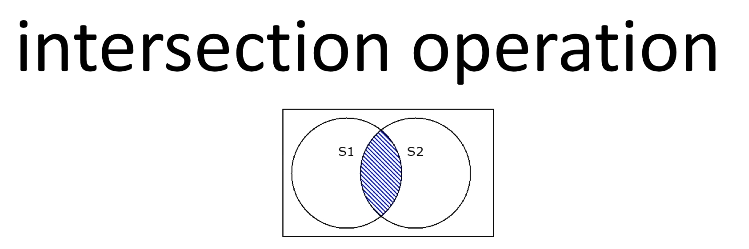 intersection operation
S1 S2